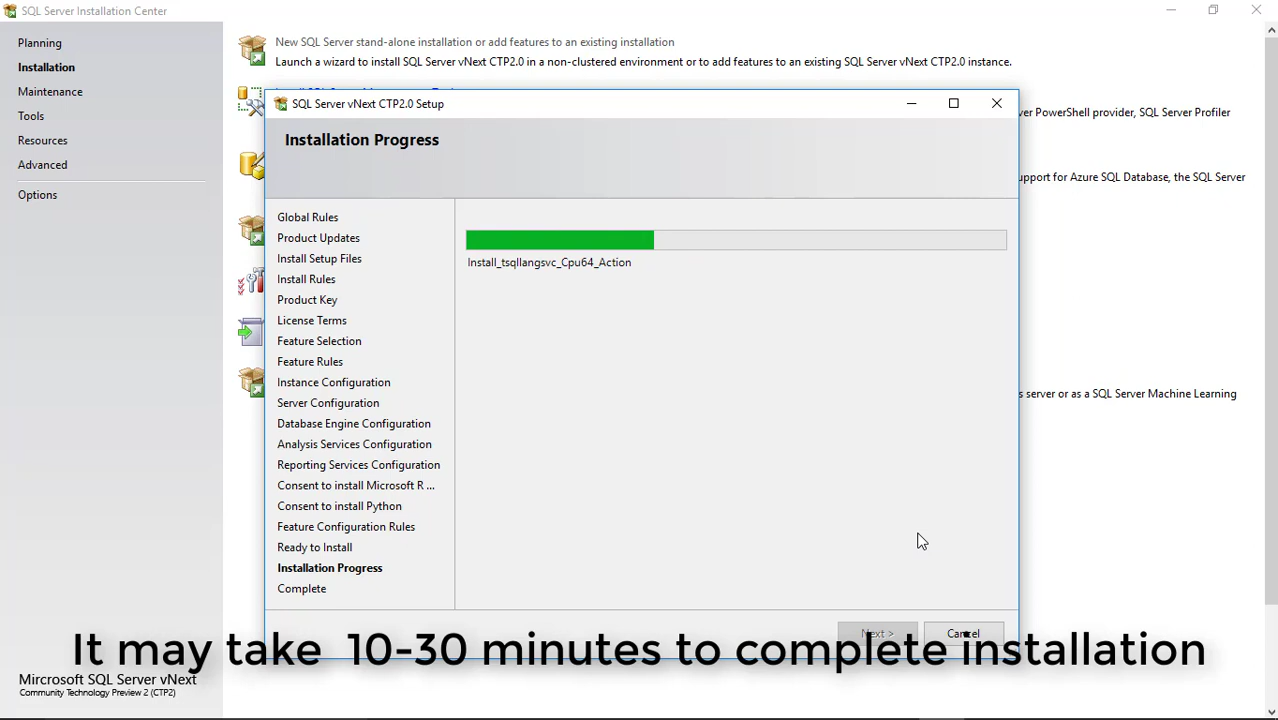 SQL Server Installation Center
Planning
Installation
Maintenance
Tools
Resources
Advanced
Options
New SQL Server stand-alone installation or add features to an existing installation
Launch a wizard to install SQL Server vNext CTP2.0 in a non-clustered environment or to add features to an existing SQL Server vNext CTP2.0 instance.
ver PowerShell provider, SQL Server Profiler
upport for Azure SQL Database, the SQL Server
s server or as a SQL Server Machine Learning
SQL Server vNext CTP2.0 Setup
Installation Progress
Global Rules
Product Updates
Install Setup Files
Install Rules
Product Key
License Terms
Feature Selection
Feature Rules
Instance Configuration
Server Configuration
Database Engine Configuration
Analysis Services Configuration
Reporting Services Configuration
Consent to install Microsoft R ...
Consent to install Python
Feature Configuration Rules
Ready to Install
Installation Progress
Complete
Install_tsqllangsvc_Cpu64_Action
Next >
Cancel
It may take 10-30 minutes to complete installation
Mircrosoft SQL Server vNext
Community Technology Preview 2 (CTP2)